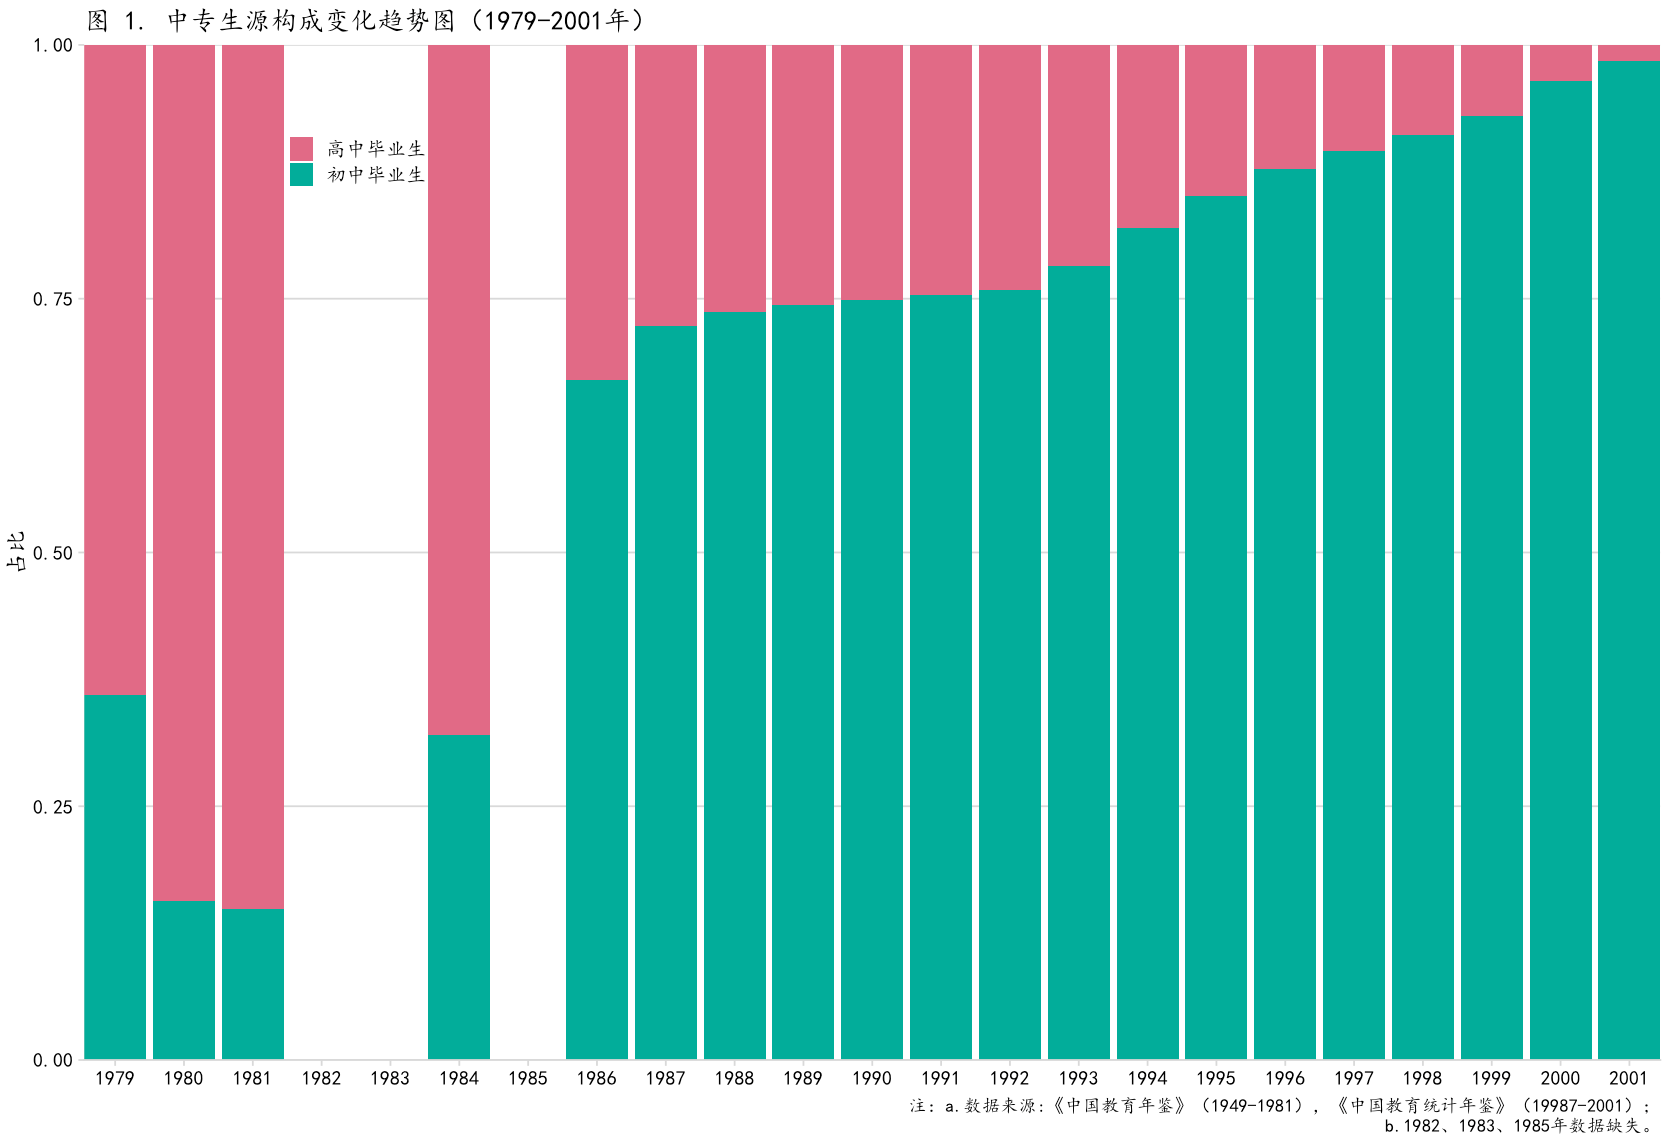 图 1. 中专生源构成变化趋势图（1979-2001年）
1.00
高中毕业生
初中毕业生
0.75
占比
0.50
0.25
0.00
1979 1980 1981 1982 1983 1984 1985 1986 1987 1988 1989 1990 1991 1992 1993 1994 1995 1996 1997 1998 1999 2000 2001
注: a.数据来源:《中国教育年鉴》（1949-1981），《中国教育统计年鉴》（19987-2001）；
b.1982、1983、1985年数据缺失。